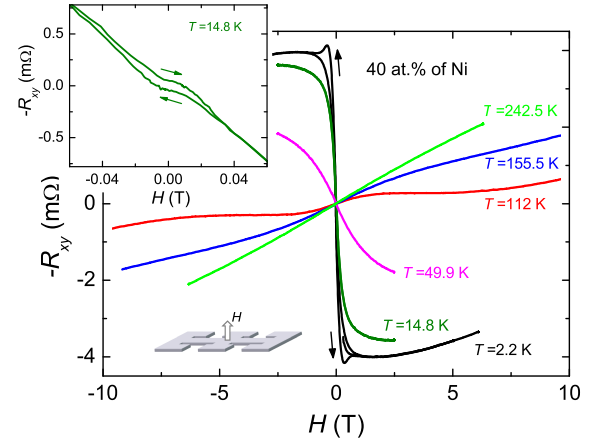 T=14.8 K
0.5
0.0
-0.5
-R_xy (mΩ)
-0.04 0.00 0.04
H (T)
40 at.% of Ni
T=242.5 K
T=155.5 K
T=112 K
T=49.9 K
T=14.8 K
T=2.2 K
H
0
-2
-4
-R_xy (mΩ)
-10 -5 0 5 10
H (T)